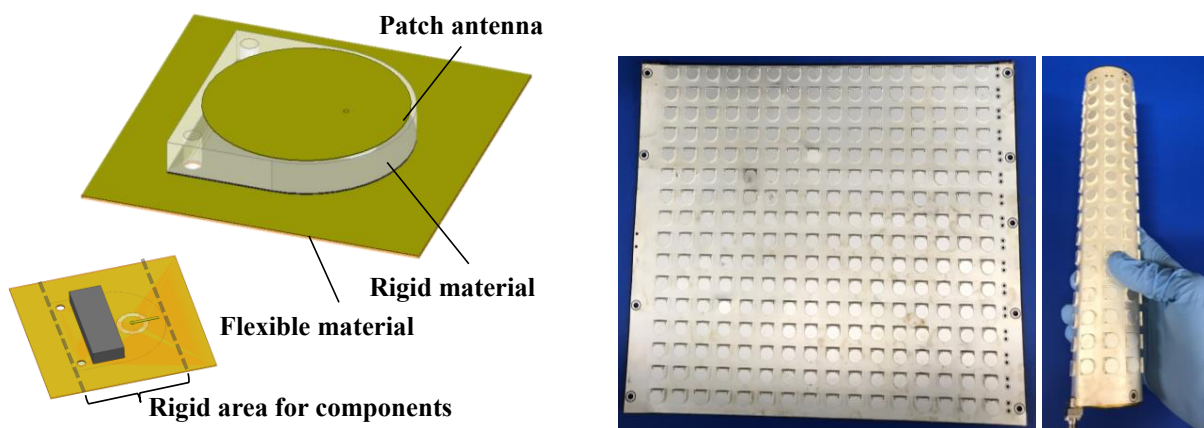 Patch antenna
Rigid material
Flexible material
Rigid area for components